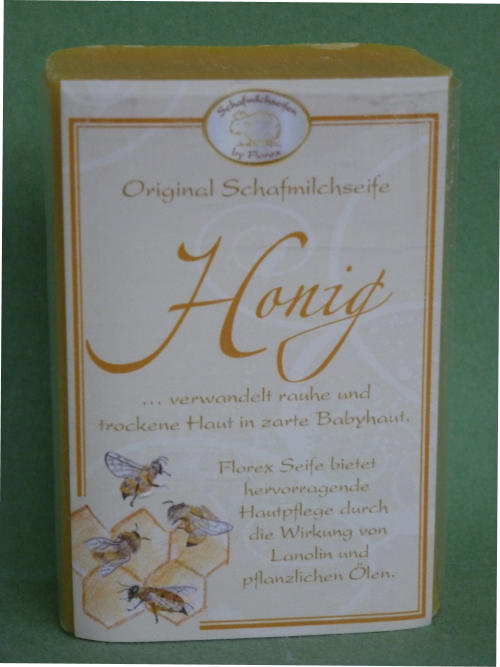 Schafmilchseifen
by Florex
Original Schafmilchseife
Honig
... verwandelt rauhe und
trockene Haut in zarte Babyhaut.
Florex Seife bietet
hervorragende
Hautpflege durch
die Wirkung von
Lanolin und
pflanzlichen Ölen.